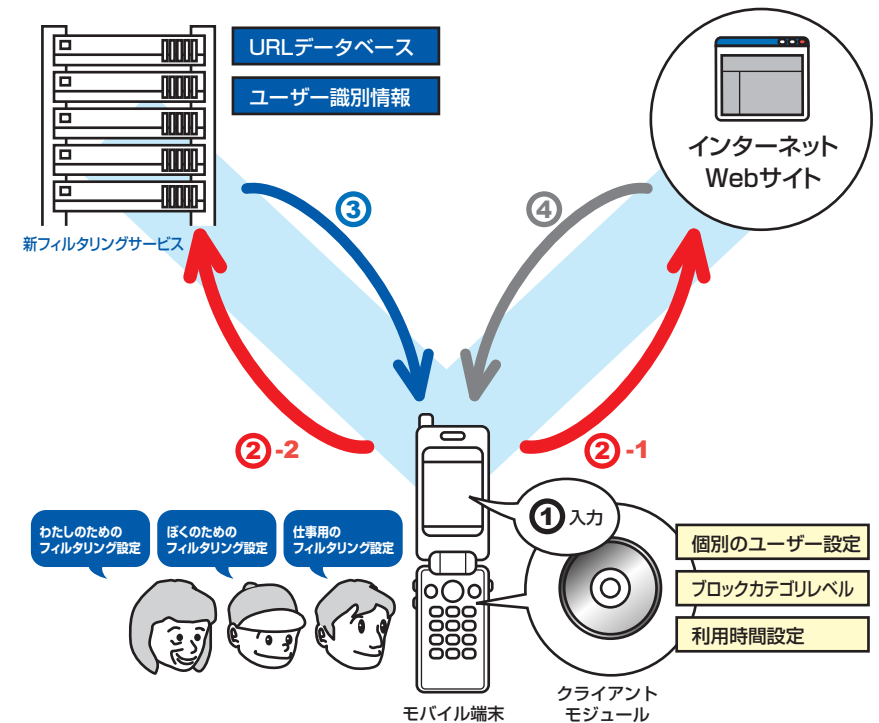 URLデータベース
ユーザー識別情報
新フィルタリングサービス
インターネット
Webサイト
③
④
②-2
②-1
①入力
わたしのための
フィルタリング設定
ぼくのための
フィルタリング設定
仕事用の
フィルタリング設定
個別のユーザー設定
ブロックカテゴリレベル
利用時間設定
モバイル端末
クライアント
モジュール